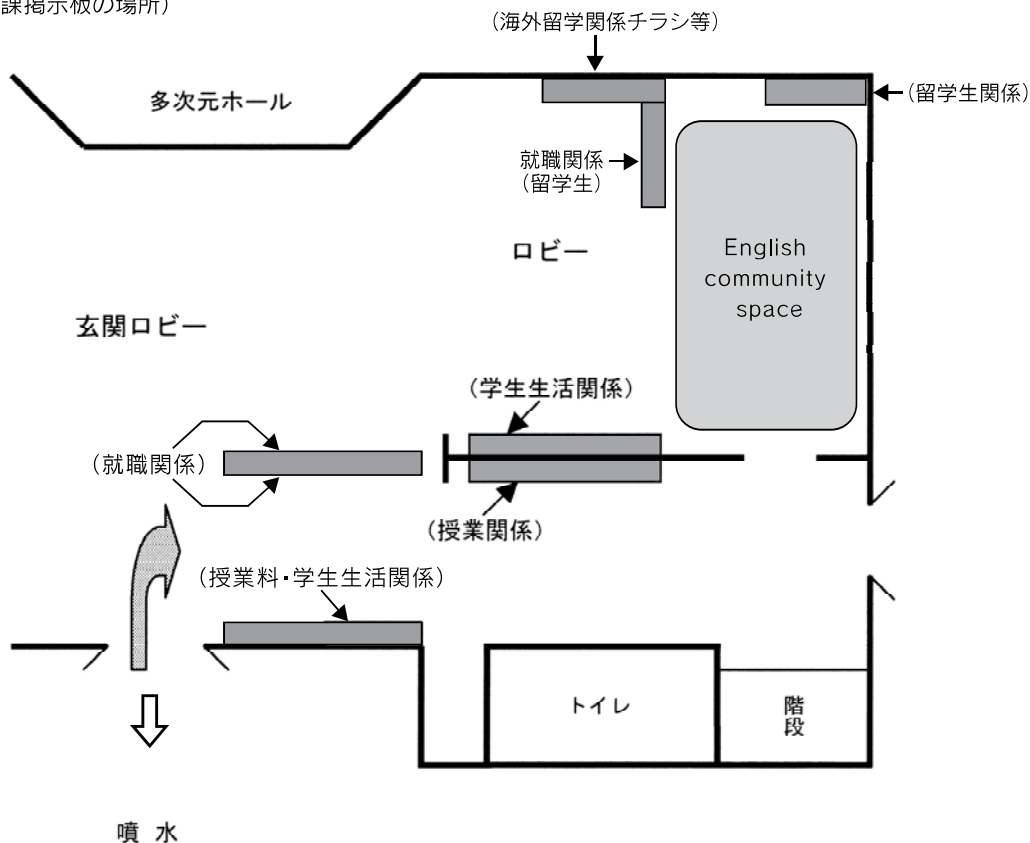 課掲示板の場所）
（海外留学関係チラシ等）
多次元ホール
（留学生関係）
就職関係
（留学生）
ロビー
English
community
space
玄関ロビー
（学生生活関係）
（就職関係）
（授業関係）
（授業料・学生生活関係）
トイレ
階
段
噴 水